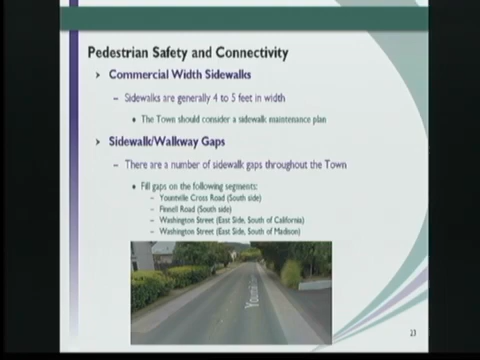 Pedestrian Safety and Connectivity
Commercial Width Sidewalks
– Sidewalks are generally 4 to 5 feet in width
• The Town should consider a sidewalk maintenance plan
Sidewalk/Walkway Gaps
– There are a number of sidewalk gaps throughout the Town
• Fill gaps on the following segments:
– Yountville Cross Road (South side)
– Finnell Road (South side)
– Washington Street (East Side, South of California)
– Washington Street (East Side, South of Madison)
23